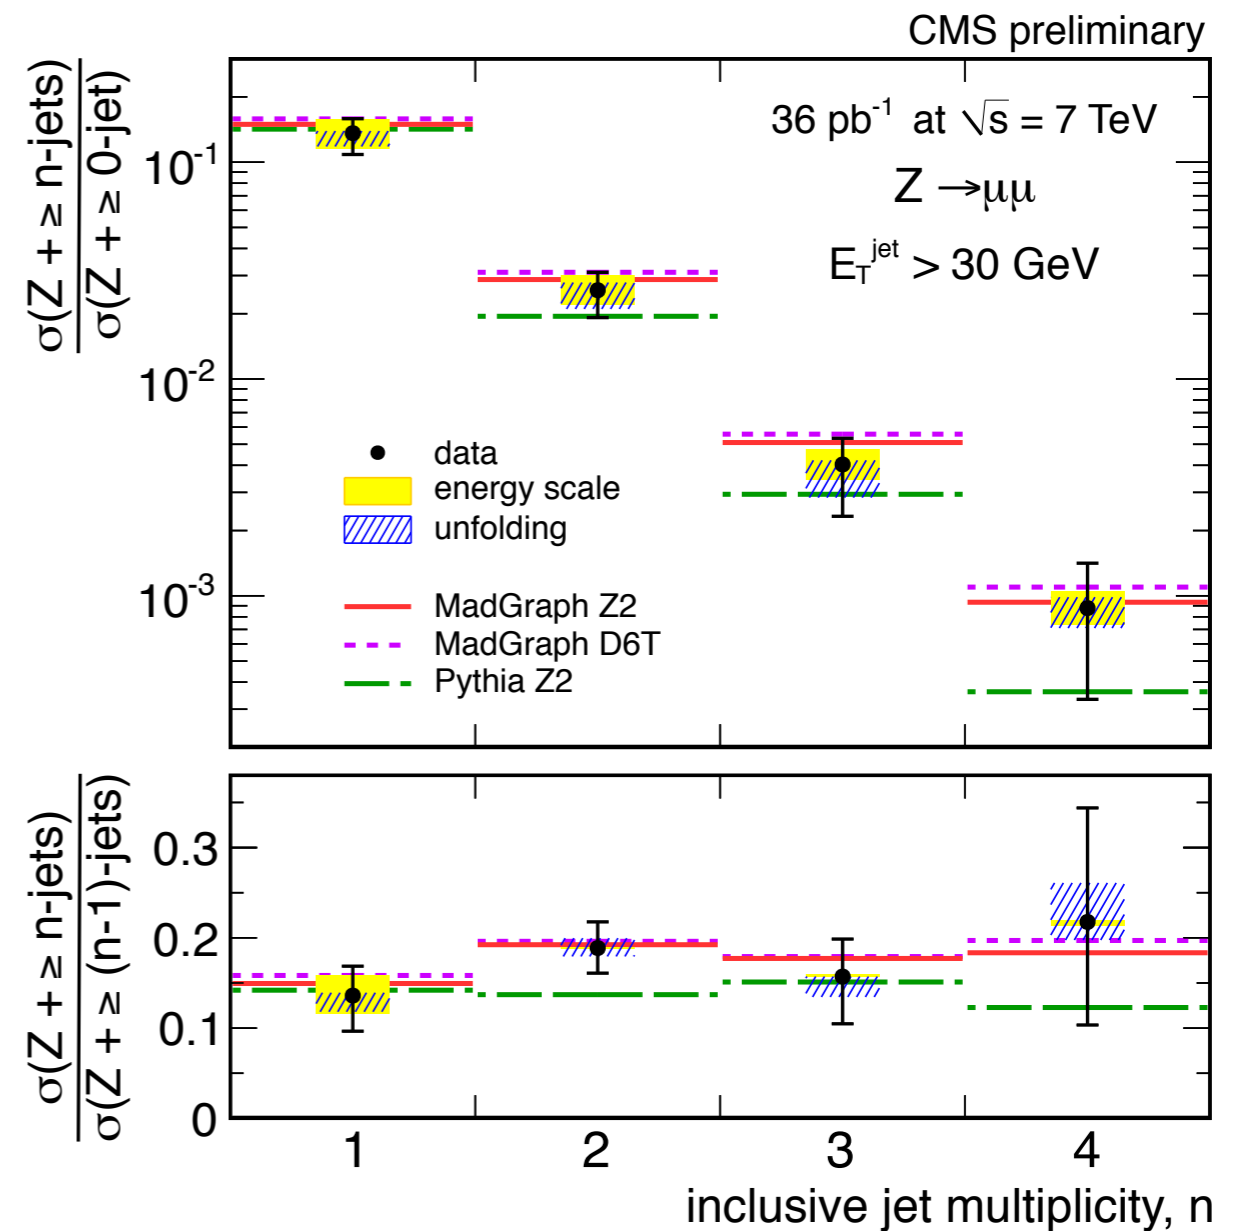 CMS preliminary
σ(Z + ≥ n-jets)
σ(Z + ≥ 0-jet)
36 pb⁻¹ at √s = 7 TeV
Z →μμ
E_T^jet > 30 GeV
10⁻¹
10⁻²
10⁻³
data
energy scale
unfolding
MadGraph Z2
MadGraph D6T
Pythia Z2
σ(Z + ≥ n-jets)
σ(Z + ≥ (n-1)-jets)
0.3
0.2
0.1
0
1 2 3 4
inclusive jet multiplicity, n